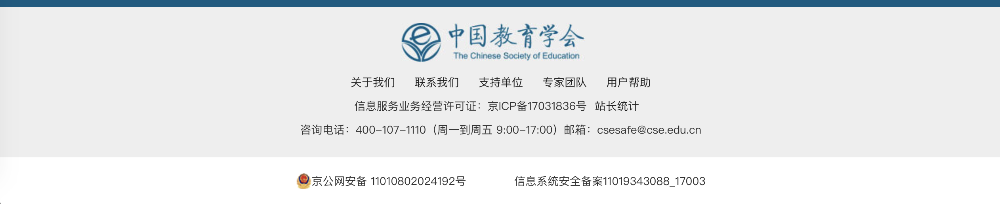 中国教育学会
The Chinese Society of Education
关于我们 联系我们 支持单位 专家团队 用户帮助
信息服务业务经营许可证：京ICP备17031836号 站长统计
咨询电话：400-107-1110（周一到周五 9:00-17:00）邮箱：csesafe@cse.edu.cn
京公网安备 11010802024192号 信息系统安全备案11019343088_17003